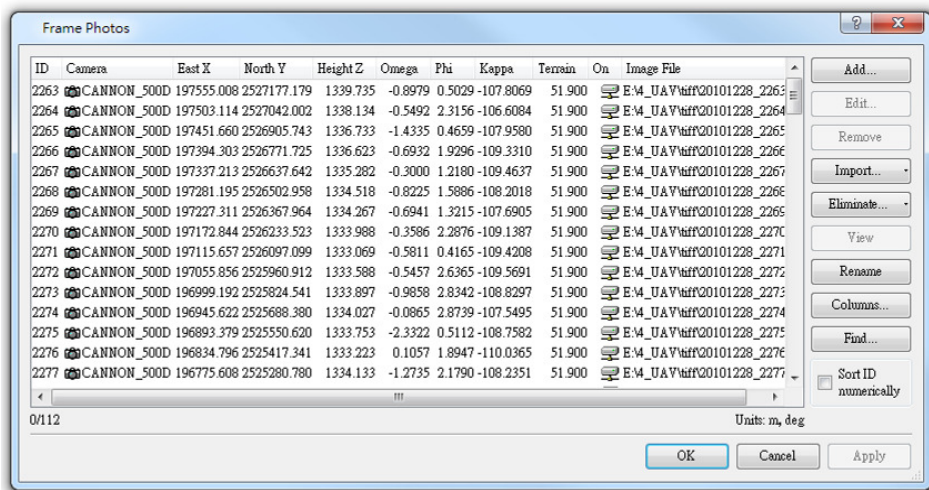 Frame Photos
ID Camera East X North Y Height Z Omega Phi Kappa Terrain On Image File
2263 CANNON_500D 197555.008 2527177.179 1339.735 -0.8979 0.5029 -107.8069 51.900 E:\4_UAV\tiff\20101228_2263
2264 CANNON_500D 197503.114 2527042.002 1338.134 -0.5492 2.3156 -106.6084 51.900 E:\4_UAV\tiff\20101228_2264
2265 CANNON_500D 197451.660 2526905.743 1336.733 -1.4335 0.4659 -107.9580 51.900 E:\4_UAV\tiff\20101228_2265
2266 CANNON_500D 197394.303 2526771.725 1336.623 -0.6932 1.9296 -109.3310 51.900 E:\4_UAV\tiff\20101228_2266
2267 CANNON_500D 197337.213 2526637.642 1335.282 -0.3000 1.2180 -109.4637 51.900 E:\4_UAV\tiff\20101228_2267
2268 CANNON_500D 197281.195 2526502.958 1334.518 -0.8225 1.5886 -108.2018 51.900 E:\4_UAV\tiff\20101228_2268
2269 CANNON_500D 197227.311 2526367.964 1334.267 -0.6941 1.3215 -107.6905 51.900 E:\4_UAV\tiff\20101228_2269
2270 CANNON_500D 197172.844 2526233.523 1333.988 -0.3586 2.2876 -109.1387 51.900 E:\4_UAV\tiff\20101228_2270
2271 CANNON_500D 197115.657 2526097.099 1333.069 -0.5811 0.4165 -109.4208 51.900 E:\4_UAV\tiff\20101228_2271
2272 CANNON_500D 197055.856 2525960.912 1333.588 -0.5457 2.6365 -109.5691 51.900 E:\4_UAV\tiff\20101228_2272
2273 CANNON_500D 196999.192 2525824.541 1333.897 -0.9858 2.8342 -108.8297 51.900 E:\4_UAV\tiff\20101228_2273
2274 CANNON_500D 196945.622 2525688.380 1334.027 -0.0865 2.8739 -107.5495 51.900 E:\4_UAV\tiff\20101228_2274
2275 CANNON_500D 196893.379 2525550.620 1333.753 -2.3322 0.5112 -108.7582 51.900 E:\4_UAV\tiff\20101228_2275
2276 CANNON_500D 196834.796 2525417.341 1333.223 0.1057 1.8947 -110.0365 51.900 E:\4_UAV\tiff\20101228_2276
2277 CANNON_500D 196775.608 2525280.780 1334.133 -1.2735 2.1790 -108.2351 51.900 E:\4_UAV\tiff\20101228_2277
0/112
Units: m, deg
Add...
Edit...
Remove
Import...
Eliminate...
View
Rename
Columns...
Find...
Sort ID
numerically
OK Cancel Apply